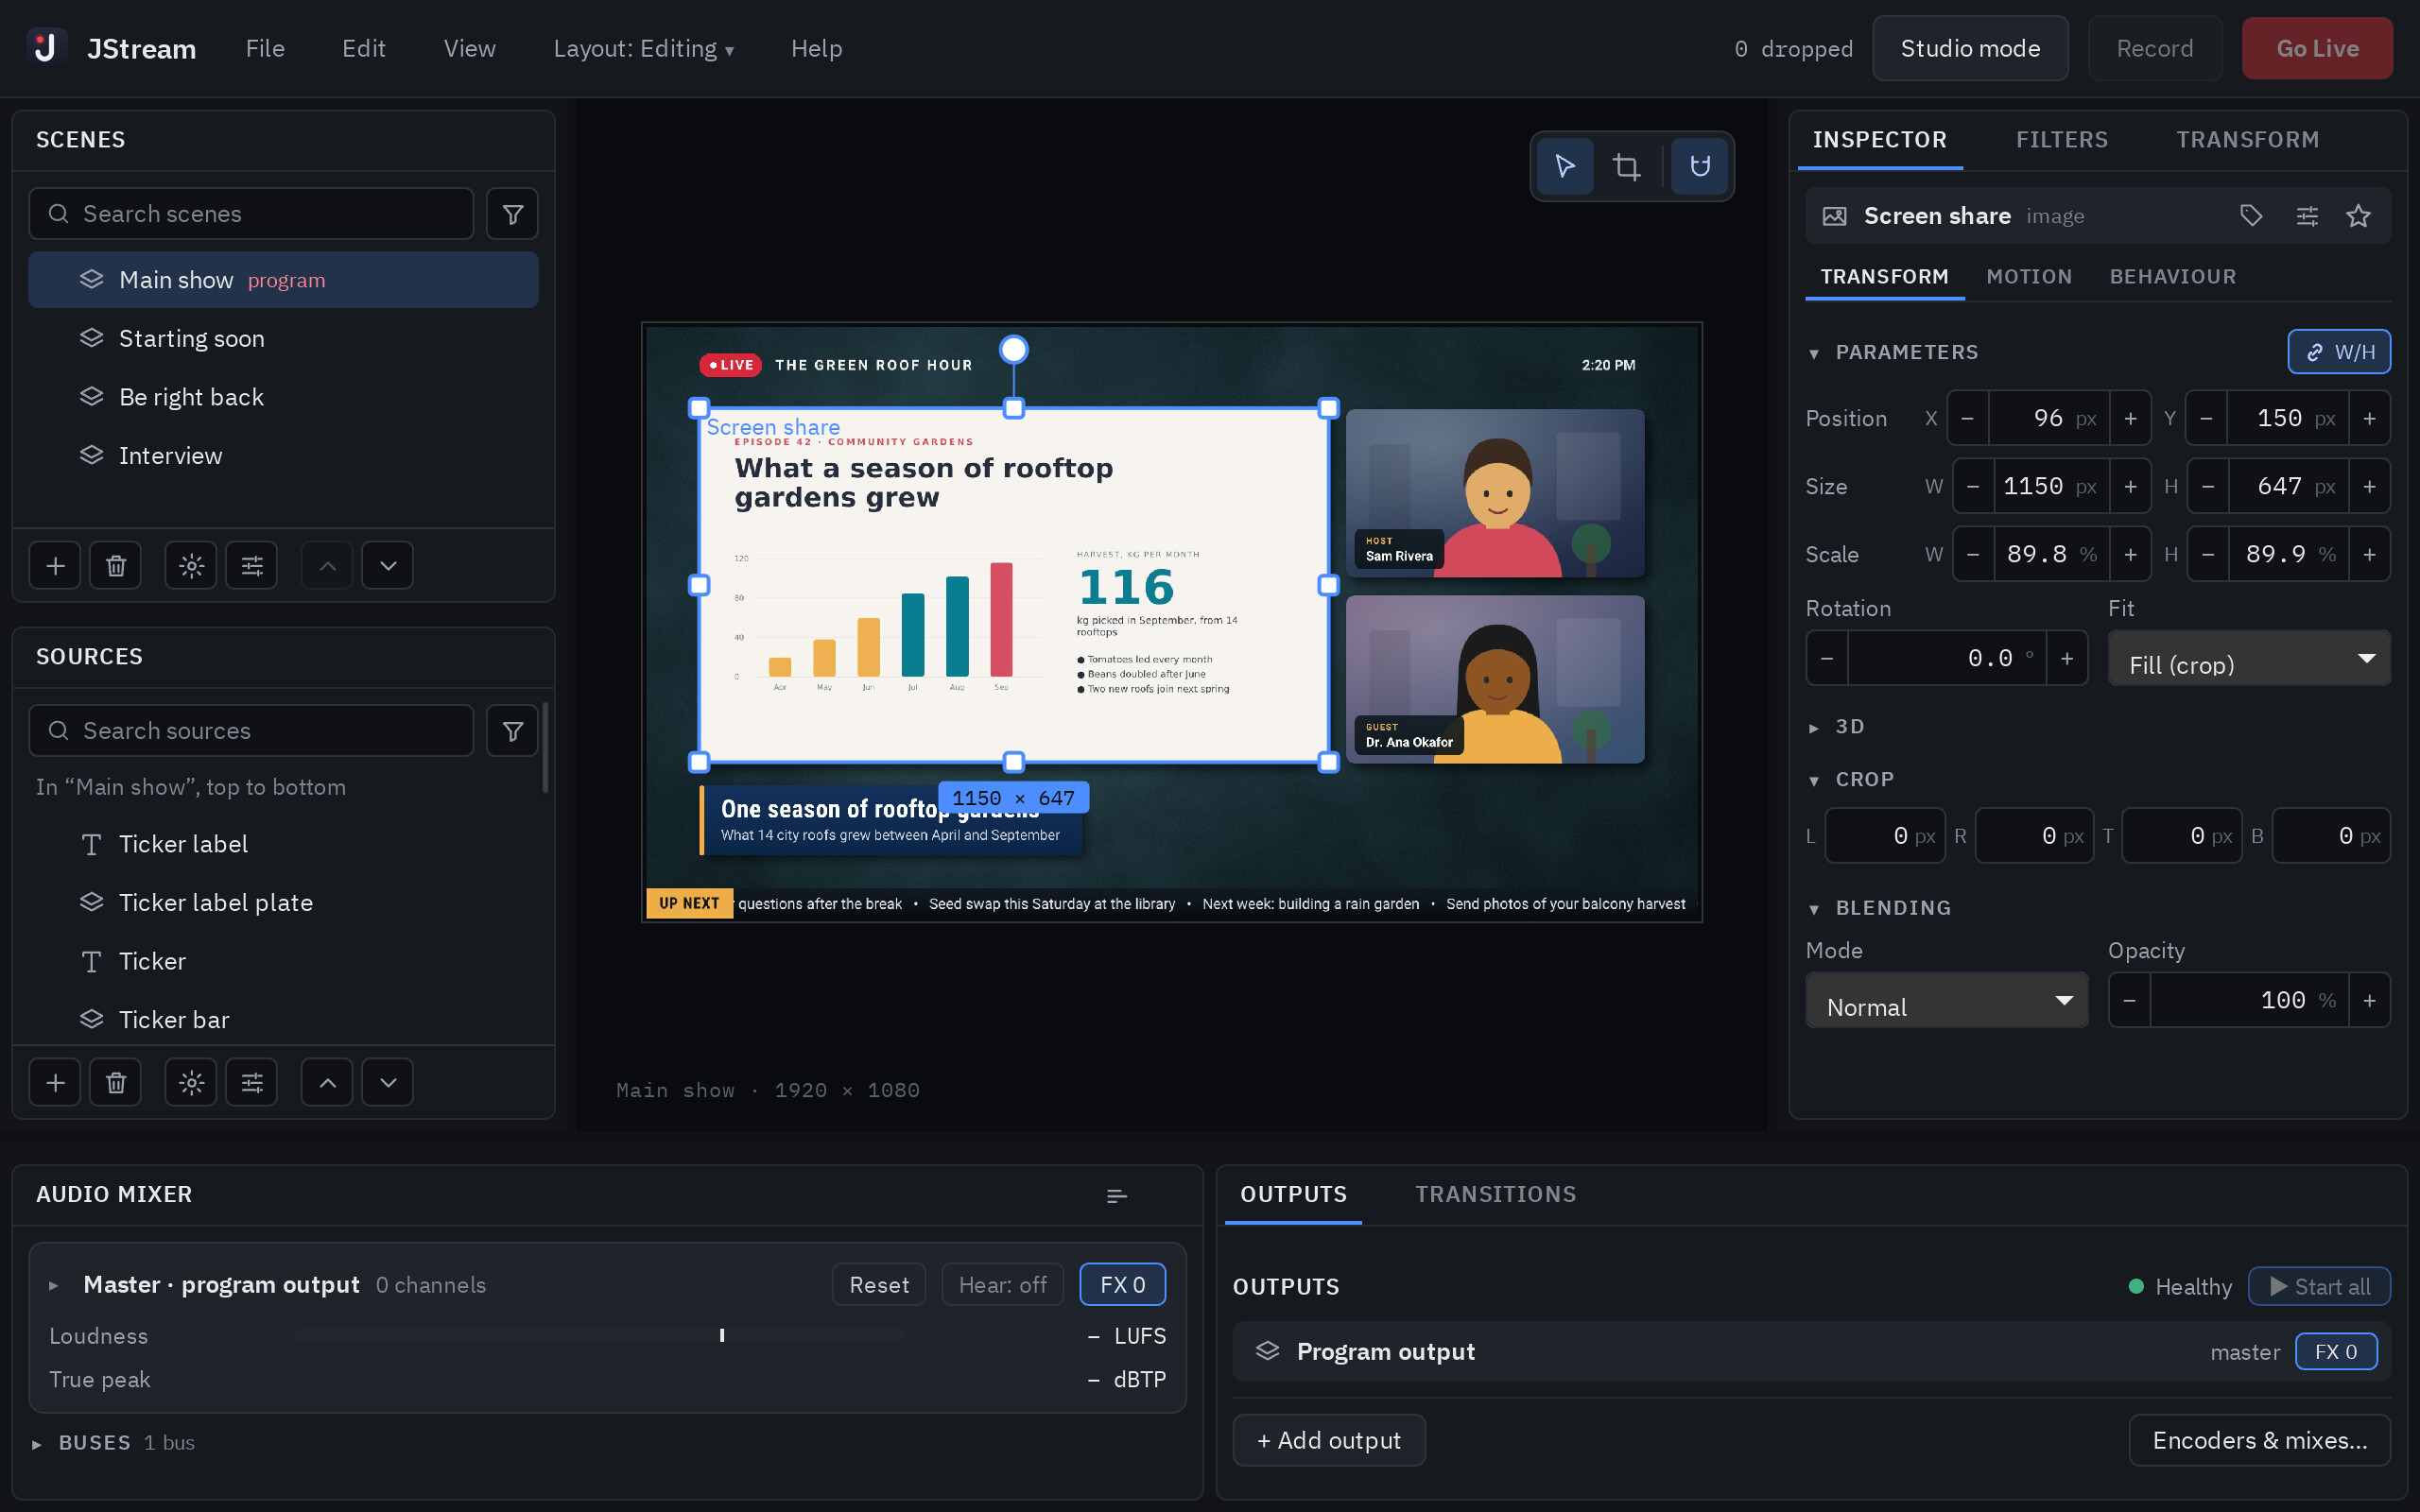 JStream File Edit View Layout: Editing ▾ Help 0 dropped Studio mode Record Go Live
SCENES
Search scenes
Main show program
Starting soon
Be right back
Interview
SOURCES
Search sources
In “Main show”, top to bottom
Ticker label
Ticker label plate
Ticker
Ticker bar
LIVE THE GREEN ROOF HOUR 2:20 PM
Screen share
EPISODE 42 · COMMUNITY GARDENS
What a season of rooftop
gardens grew
120
80
40
0
Apr May Jun Jul Aug Sep
HARVEST, KG PER MONTH
116
kg picked in September, from 14
rooftops
● Tomatoes led every month
● Beans doubled after June
● Two new roofs join next spring
HOST
Sam Rivera
GUEST
Dr. Ana Okafor
1150 × 647
One season of rooftop gardens
What 14 city roofs grew between April and September
UP NEXT questions after the break • Seed swap this Saturday at the library • Next week: building a rain garden • Send photos of your balcony harvest
Main show · 1920 × 1080
INSPECTOR FILTERS TRANSFORM
Screen share image
TRANSFORM MOTION BEHAVIOUR
▾ PARAMETERS W/H
Position X − 96 px + Y − 150 px +
Size W − 1150 px + H − 647 px +
Scale W − 89.8 % + H − 89.9 % +
Rotation Fit
− 0.0 ° + Fill (crop)
▸ 3D
▾ CROP
L 0 px R 0 px T 0 px B 0 px
▾ BLENDING
Mode Opacity
Normal − 100 % +
AUDIO MIXER
▸ Master · program output 0 channels Reset Hear: off FX 0
Loudness – LUFS
True peak – dBTP
▸ BUSES 1 bus
OUTPUTS TRANSITIONS
OUTPUTS Healthy ▶ Start all
Program output master FX 0
+ Add output Encoders & mixes…